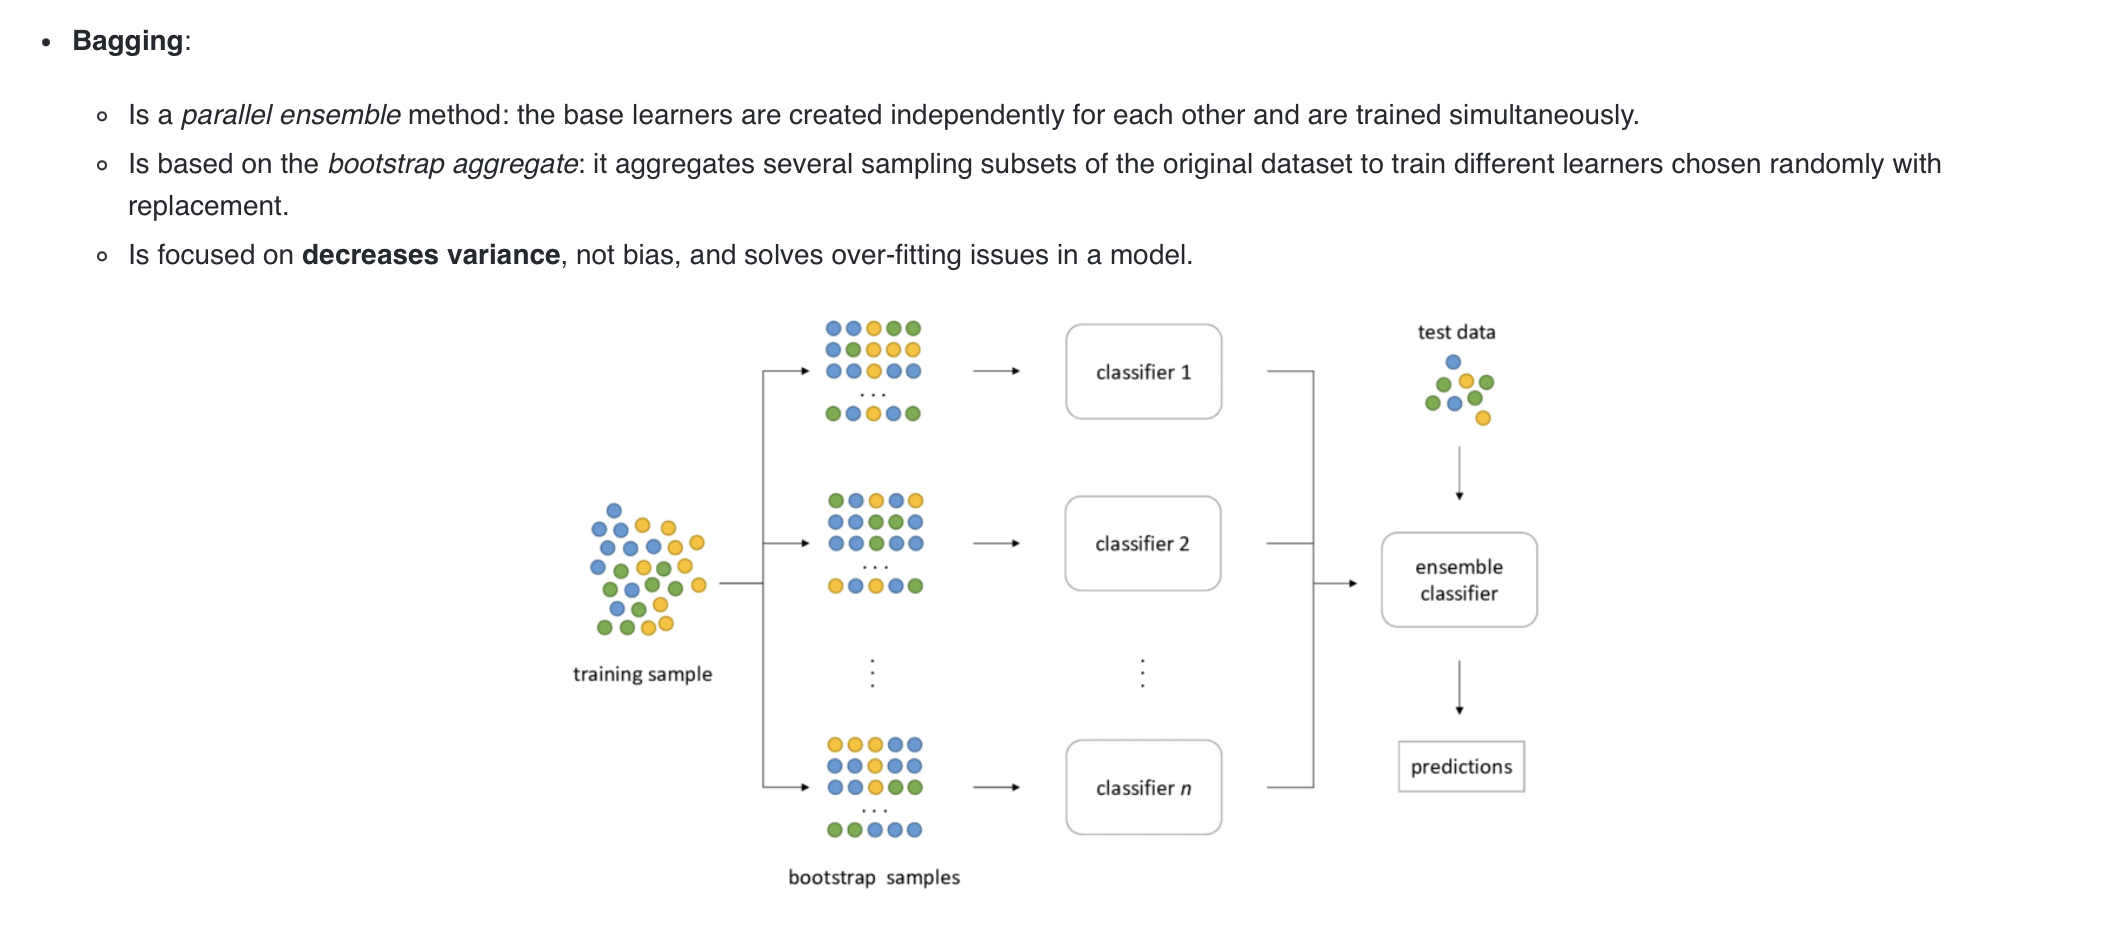 Bagging:
Is a parallel ensemble method: the base learners are created independently for each other and are trained simultaneously.
Is based on the bootstrap aggregate: it aggregates several sampling subsets of the original dataset to train different learners chosen randomly with
replacement.
Is focused on decreases variance, not bias, and solves over-fitting issues in a model.
test data
classifier 1
classifier 2
ensemble
classifier
training sample
predictions
classifier n
bootstrap samples